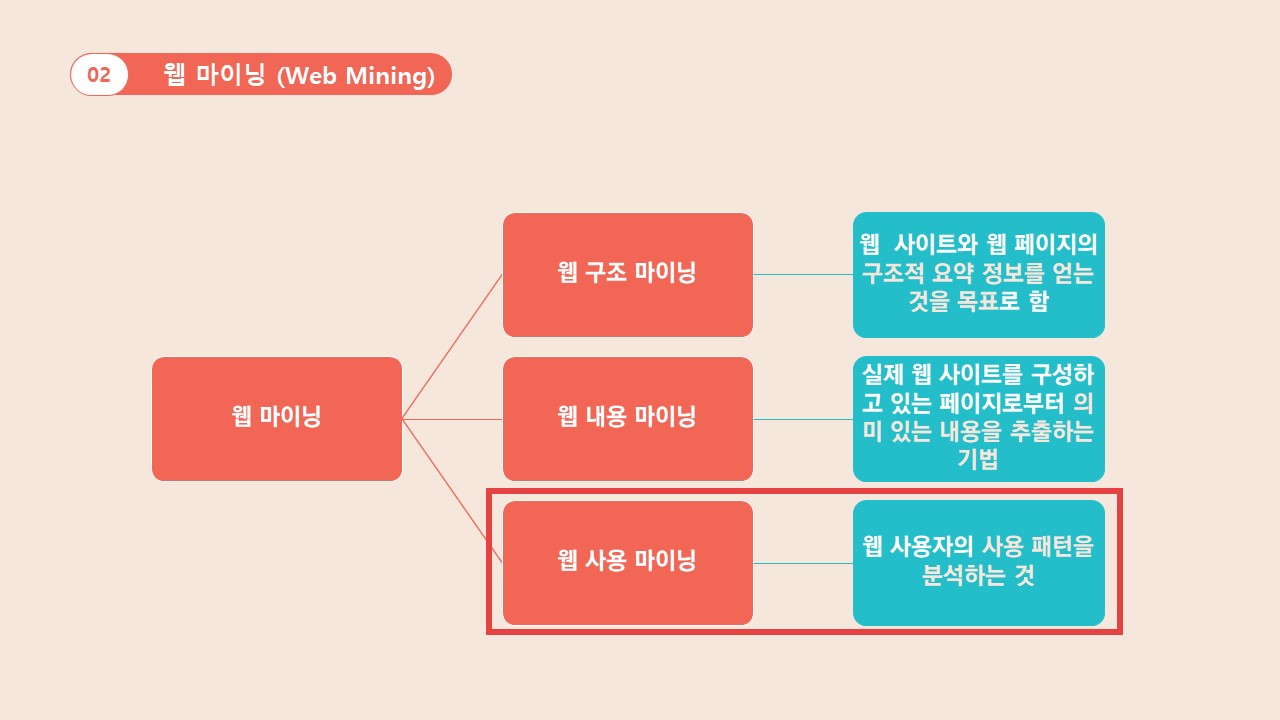 02
웹 마이닝 (Web Mining)
웹 마이닝
웹 구조 마이닝
웹  사이트와 웹 페이지의
구조적 요약 정보를 얻는
것을 목표로 함
웹 내용 마이닝
실제 웹 사이트를 구성하
고 있는 페이지로부터 의
미 있는 내용을 추출하는
기법
웹 사용 마이닝
웹 사용자의 사용 패턴을
분석하는 것